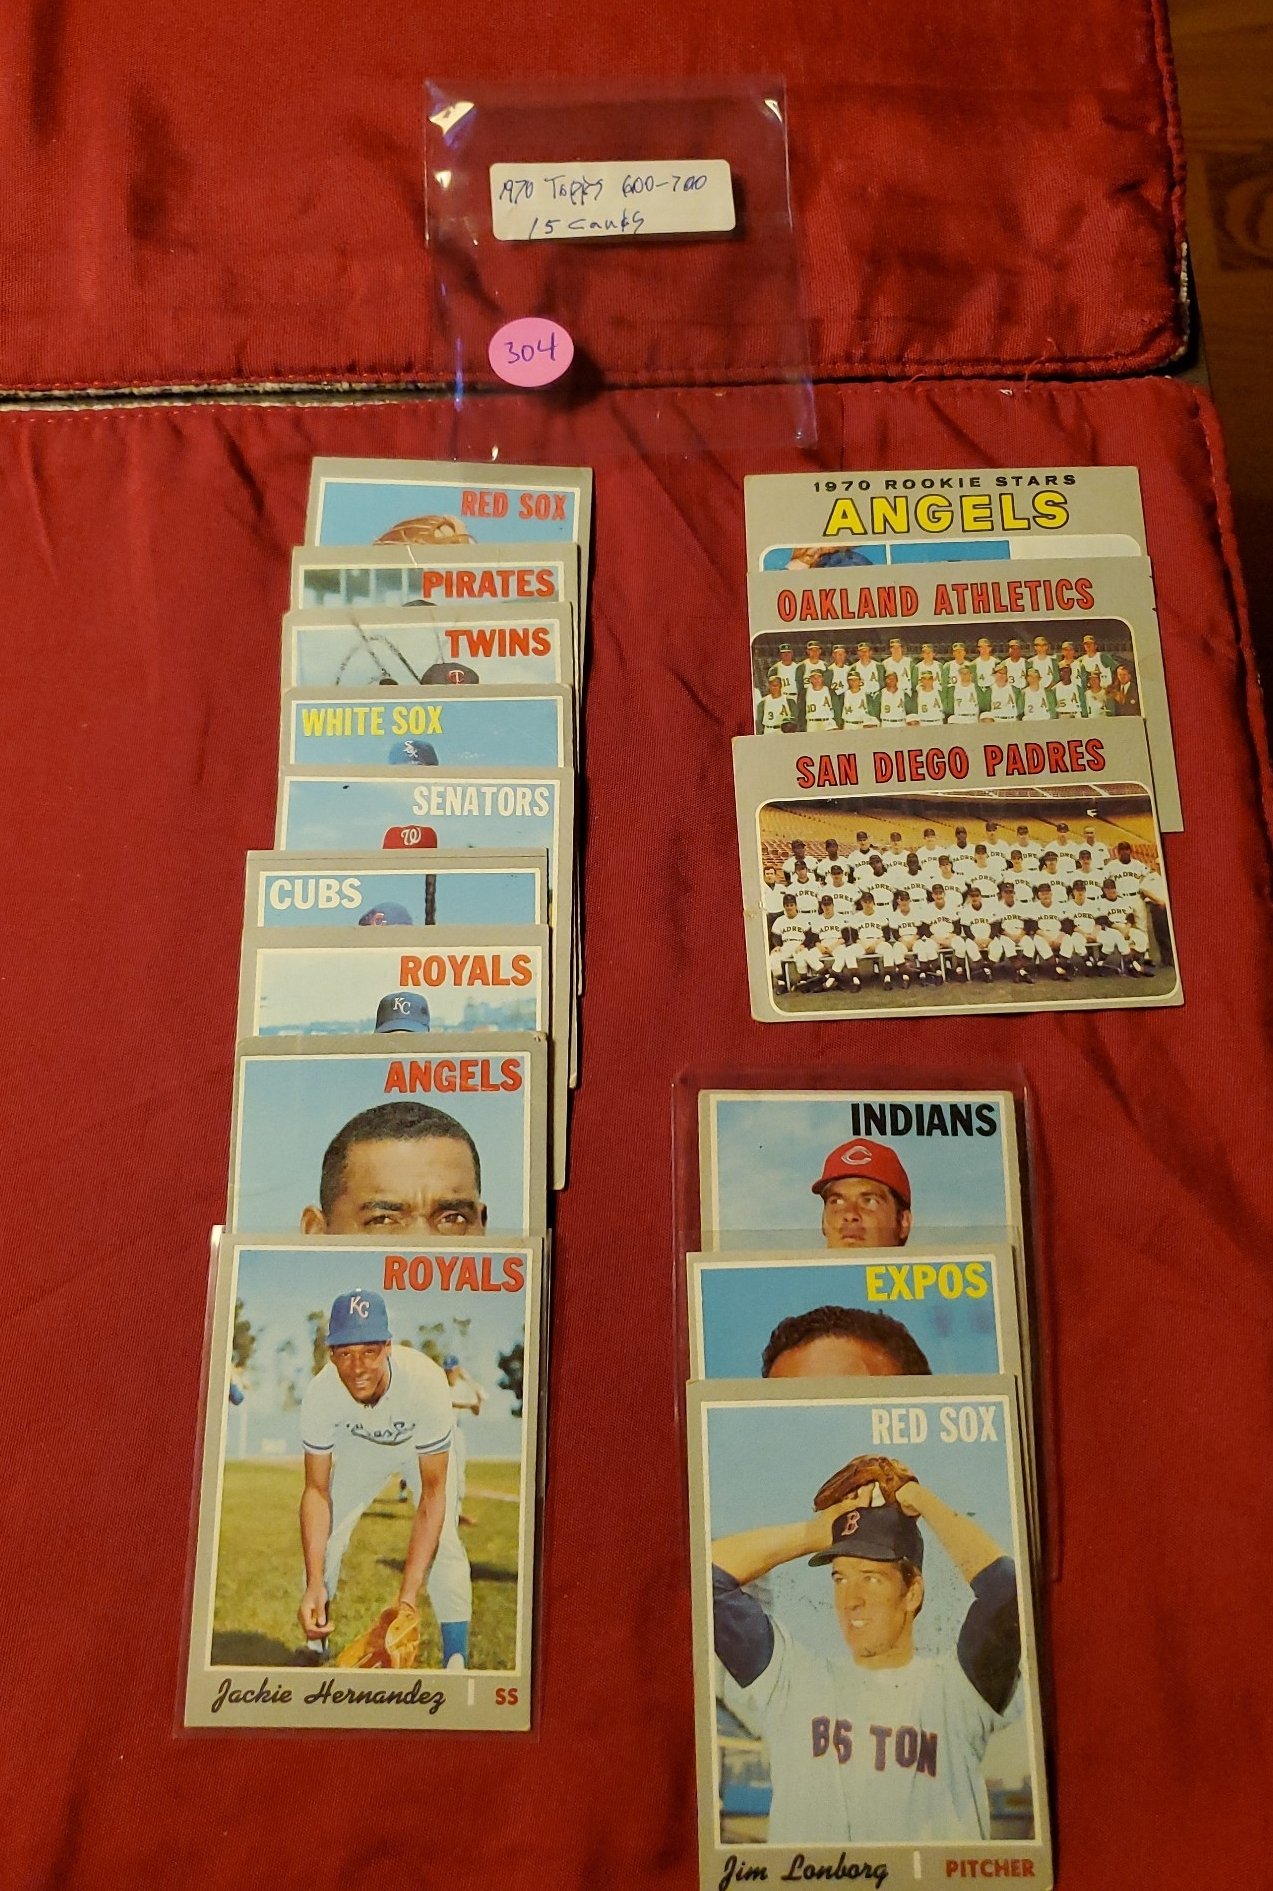 1970 Topps 600-700
15 Cards
304
RED SOX
PIRATES
TWINS
WHITE SOX
SENATORS
W
CUBS
ROYALS
KC
ANGELS
ROYALS
KC
Jackie Hernandez SS
1970 ROOKIE STARS
ANGELS
OAKLAND ATHLETICS
SAN DIEGO PADRES
INDIANS
C
EXPOS
RED SOX
B
BOSTON
Jim Lonborg PITCHER